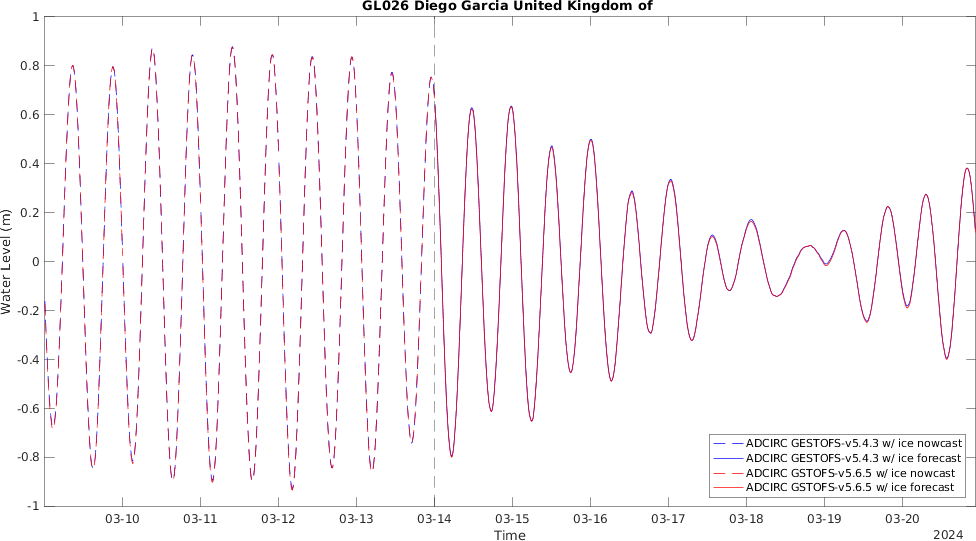 GL026 Diego Garcia United Kingdom of
1
0.8
0.6
0.4
0.2
0
-0.2
-0.4
-0.6
-0.8
-1
Water Level (m)
ADCIRC GESTOFS-v5.4.3 w/ ice nowcast
ADCIRC GESTOFS-v5.4.3 w/ ice forecast
ADCIRC GSTOFS-v5.6.5 w/ ice nowcast
ADCIRC GSTOFS-v5.6.5 w/ ice forecast
03-10 03-11 03-12 03-13 03-14 03-15 03-16 03-17 03-18 03-19 03-20
Time
2024